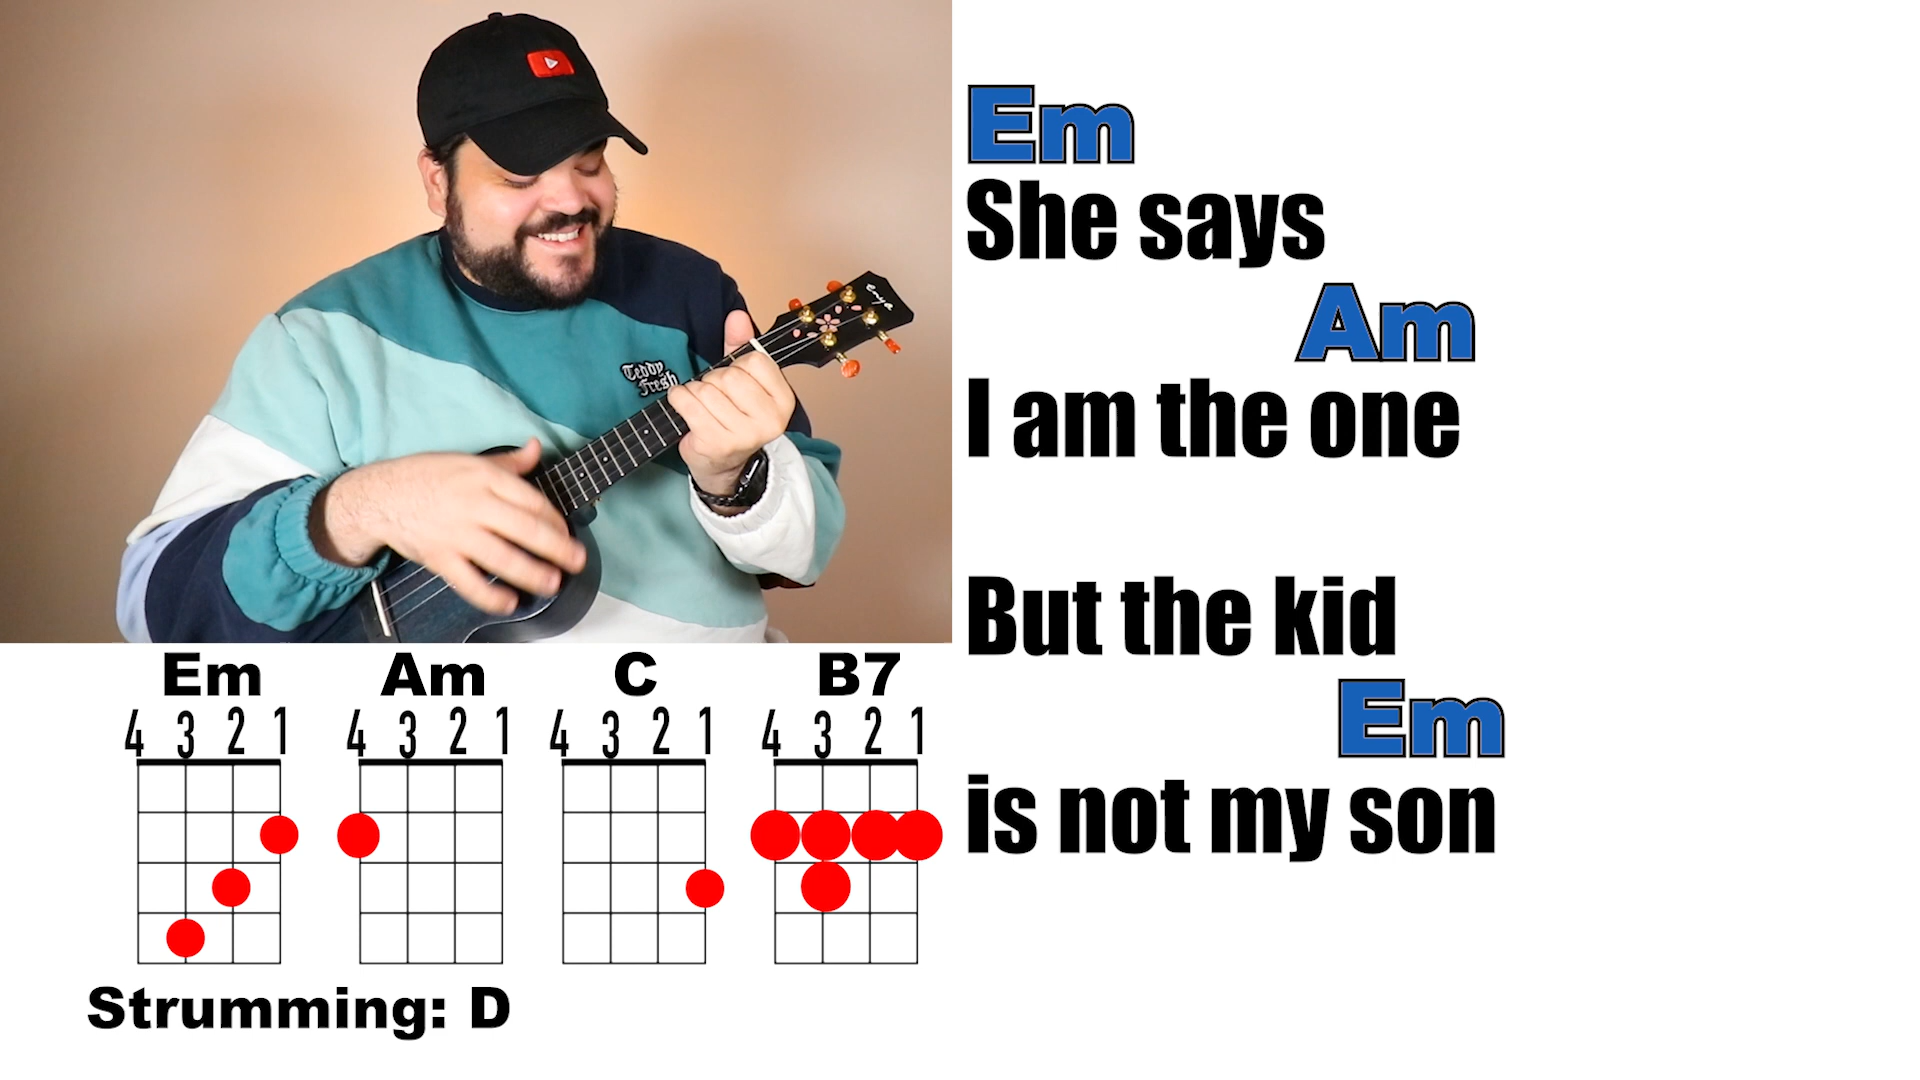 Em
She says
Am
I am the one
But the kid
Em
is not my son
Teddy
Fresh
enya
Em Am C B7
4 3 2 1 4 3 2 1 4 3 2 1 4 3 2 1
Strumming: D